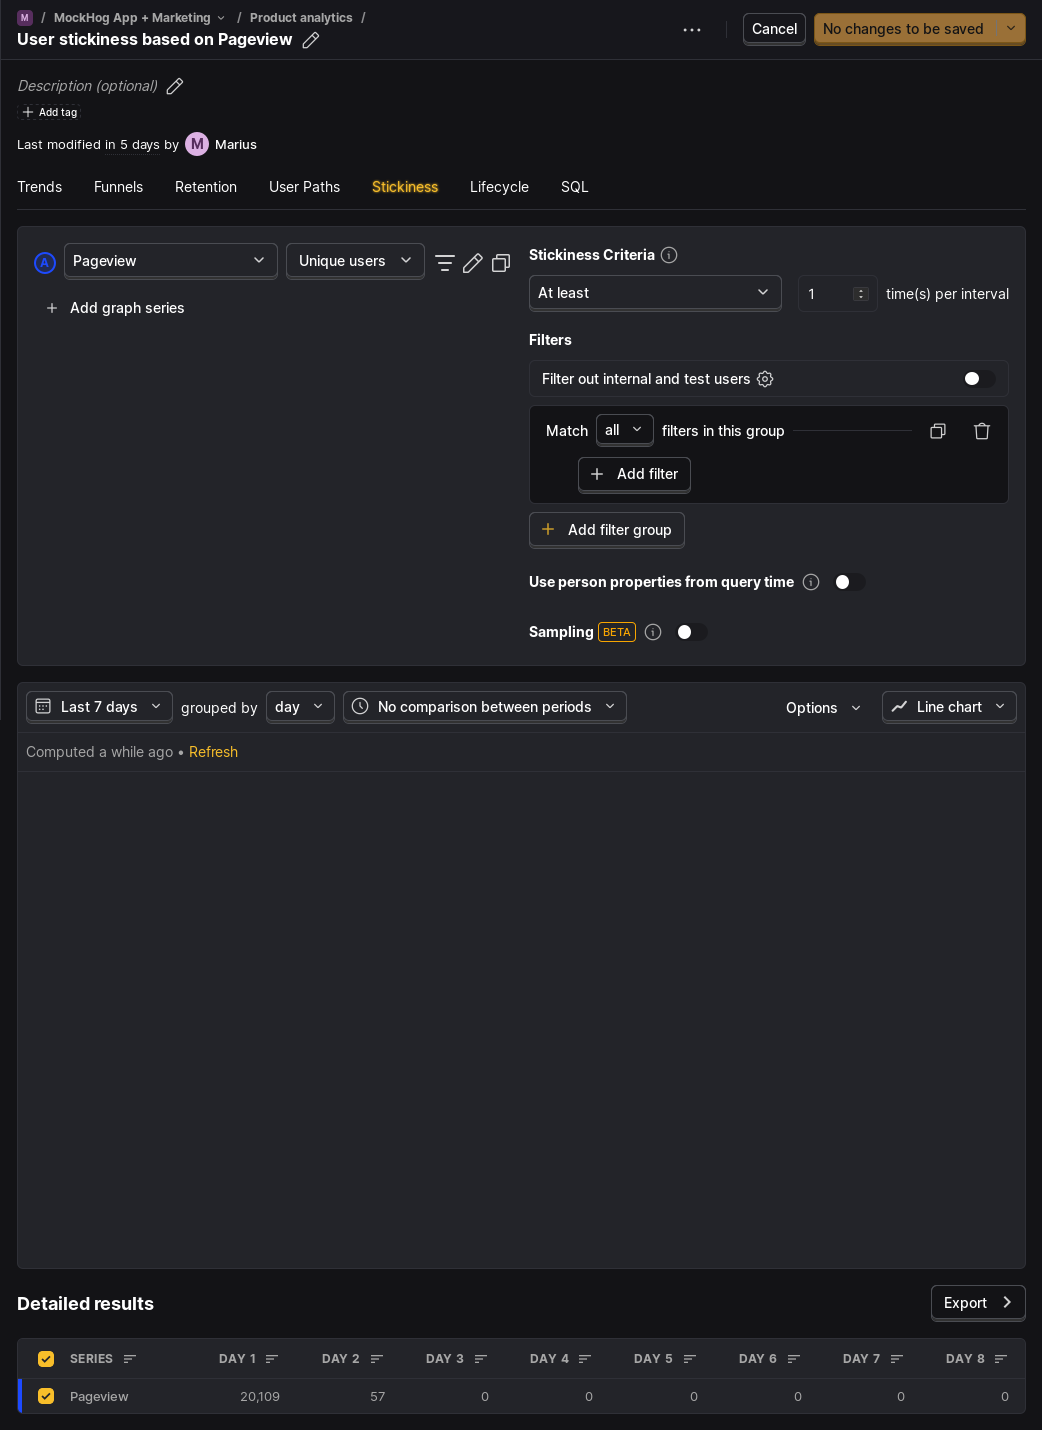 M / MockHog App + Marketing / Product analytics /
User stickiness based on Pageview
Cancel
No changes to be saved
Description (optional)
Add tag
Last modified in 5 days by M Marius
Trends Funnels Retention User Paths Stickiness Lifecycle SQL
A Pageview Unique users
Add graph series
Stickiness Criteria
At least 1 time(s) per interval
Filters
Filter out internal and test users
Match all filters in this group
Add filter
Add filter group
Use person properties from query time
Sampling BETA
Last 7 days grouped by day No comparison between periods Options Line chart
Computed a while ago • Refresh
Detailed results
Export
SERIES DAY 1 DAY 2 DAY 3 DAY 4 DAY 5 DAY 6 DAY 7 DAY 8
Pageview 20,109 57 0 0 0 0 0 0